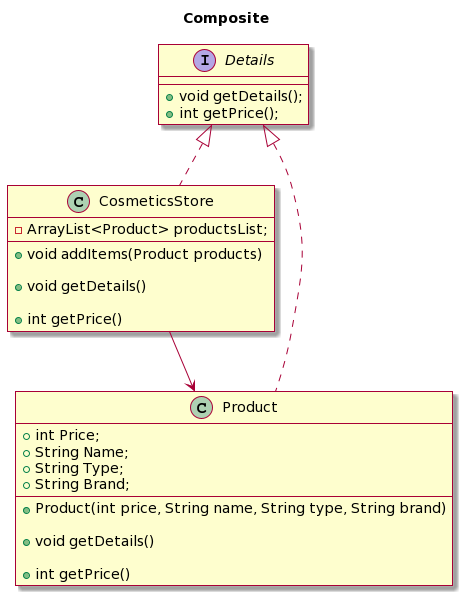 Composite
I Details
void getDetails();
int getPrice();
C CosmeticsStore
ArrayList<Product> productsList;
void addItems(Product products)
void getDetails()
int getPrice()
C Product
int Price;
String Name;
String Type;
String Brand;
Product(int price, String name, String type, String brand)
void getDetails()
int getPrice()